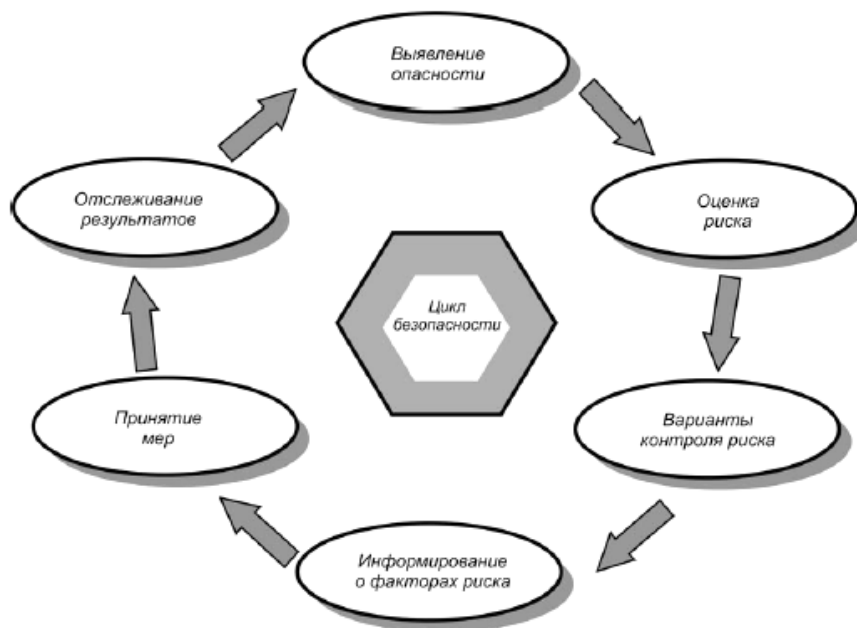 Выявление
опасности
Оценка
риска
Варианты
контроля риска
Информирование
о факторах риска
Принятие
мер
Отслеживание
результатов
Цикл
безопасности